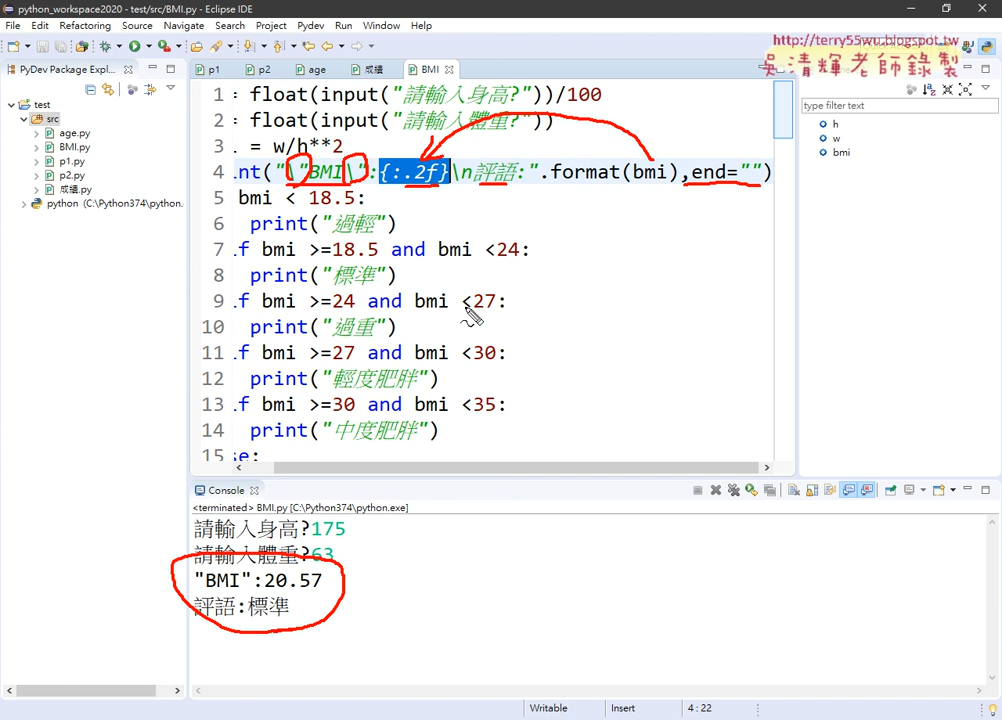 python_workspace2020 - test/src/BMI.py - Eclipse IDE
File Edit Source Navigate Search Project Pydev Run Window Help
http://terry55wu.blogspot.tw
吳清輝老師錄製
PyDev Package Expl...
p1 p2 age 成績 BMI
test
src
age.py
BMI.py
p1.py
p2.py
成績.py
python (C:\Python374\python.
1 : float(input("請輸入身高?"))/100
2 : float(input("請輸入體重?"))
3 . = w/h**2
4 nt("\"BMI\":{:.2f}\n評語:".format(bmi),end="")
5 bmi < 18.5:
6 print("過輕")
7 if bmi >=18.5 and bmi <24:
8 print("標準")
9 if bmi >=24 and bmi <27:
10 print("過重")
11 if bmi >=27 and bmi <30:
12 print("輕度肥胖")
13 if bmi >=30 and bmi <35:
14 print("中度肥胖")
15 se:
type filter text
h
w
bmi
Console
<terminated> BMI.py [C:\Python374\python.exe]
請輸入身高?175
請輸入體重?63
"BMI":20.57
評語:標準
Writable Insert 4 : 22